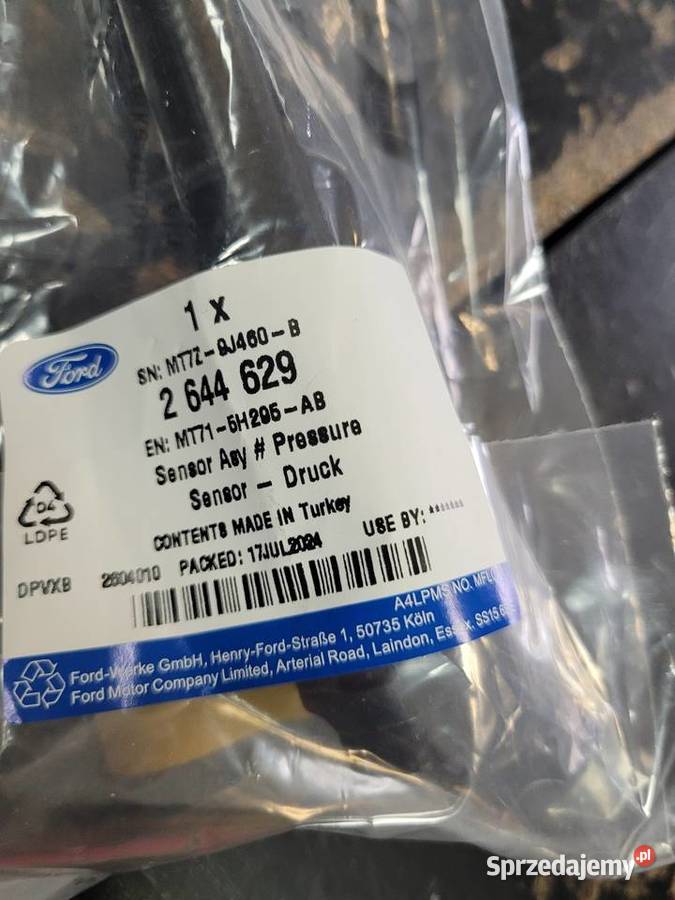 1 X
Ford
SN: MT7Z-9J460-B
2 644 629
EN: MT71-5H295-AB
Sensor Asy # Pressure
Sensor - Druck
04
LDPE
CONTENTS MADE IN Turkey
DPVXB 2604010 PACKED: 17JUL2024 USE BY: *******
A4LPMS NO. MFL
Ford-Werke GmbH, Henry-Ford-Straße 1, 50735 Köln
Ford Motor Company Limited, Arterial Road, Laindon, Essex. SS15
Sprzedajemy.pl